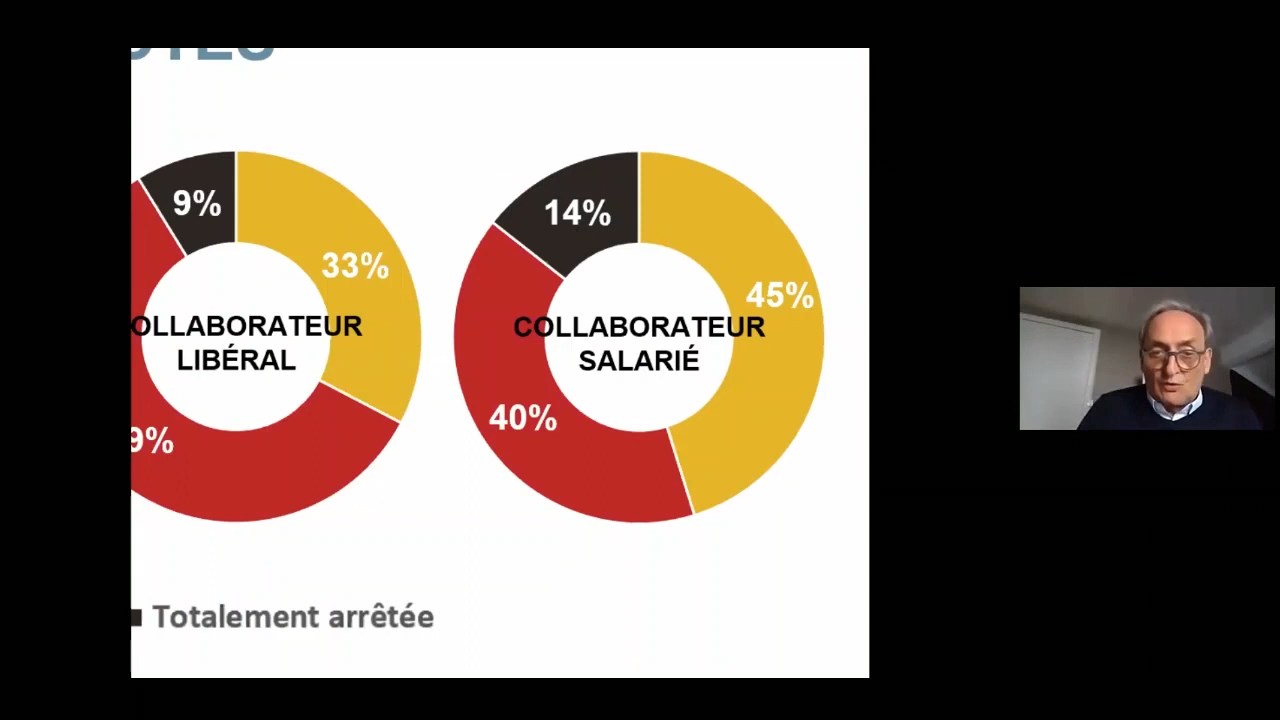 9%
33%
OLLABORATEUR
LIBÉRAL
9%
14%
45%
COLLABORATEUR
SALARIÉ
40%
Totalement arrêtée